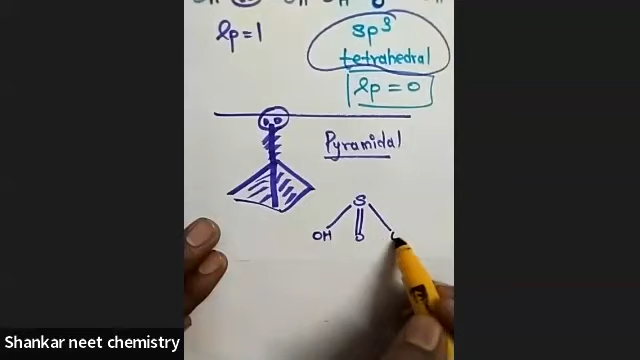 lp = 1
sp³
tetrahedral
lp = 0
Pyramidal
S
OH O
Shankar neet chemistry